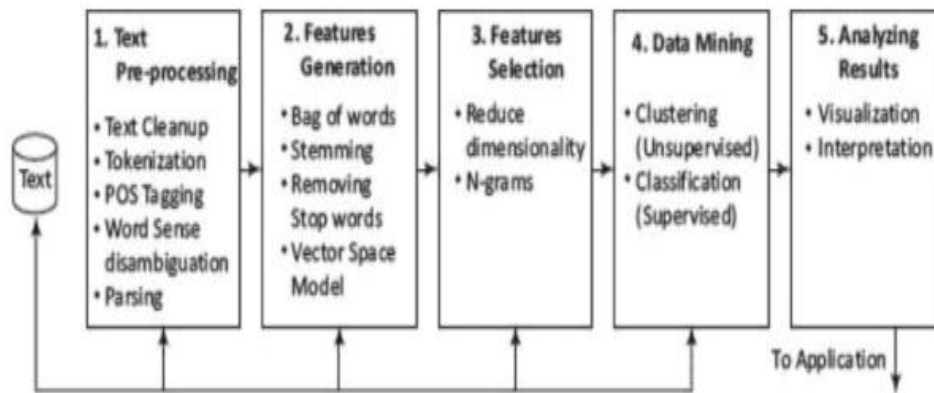 Text
1. Text
Pre-processing
• Text Cleanup
• Tokenization
• POS Tagging
• Word Sense
disambiguation
• Parsing
2. Features
Generation
• Bag of words
• Stemming
• Removing
Stop words
• Vector Space
Model
3. Features
Selection
• Reduce
dimensionality
• N-grams
4. Data Mining
• Clustering
(Unsupervised)
• Classification
(Supervised)
5. Analyzing
Results
• Visualization
• Interpretation
To Application